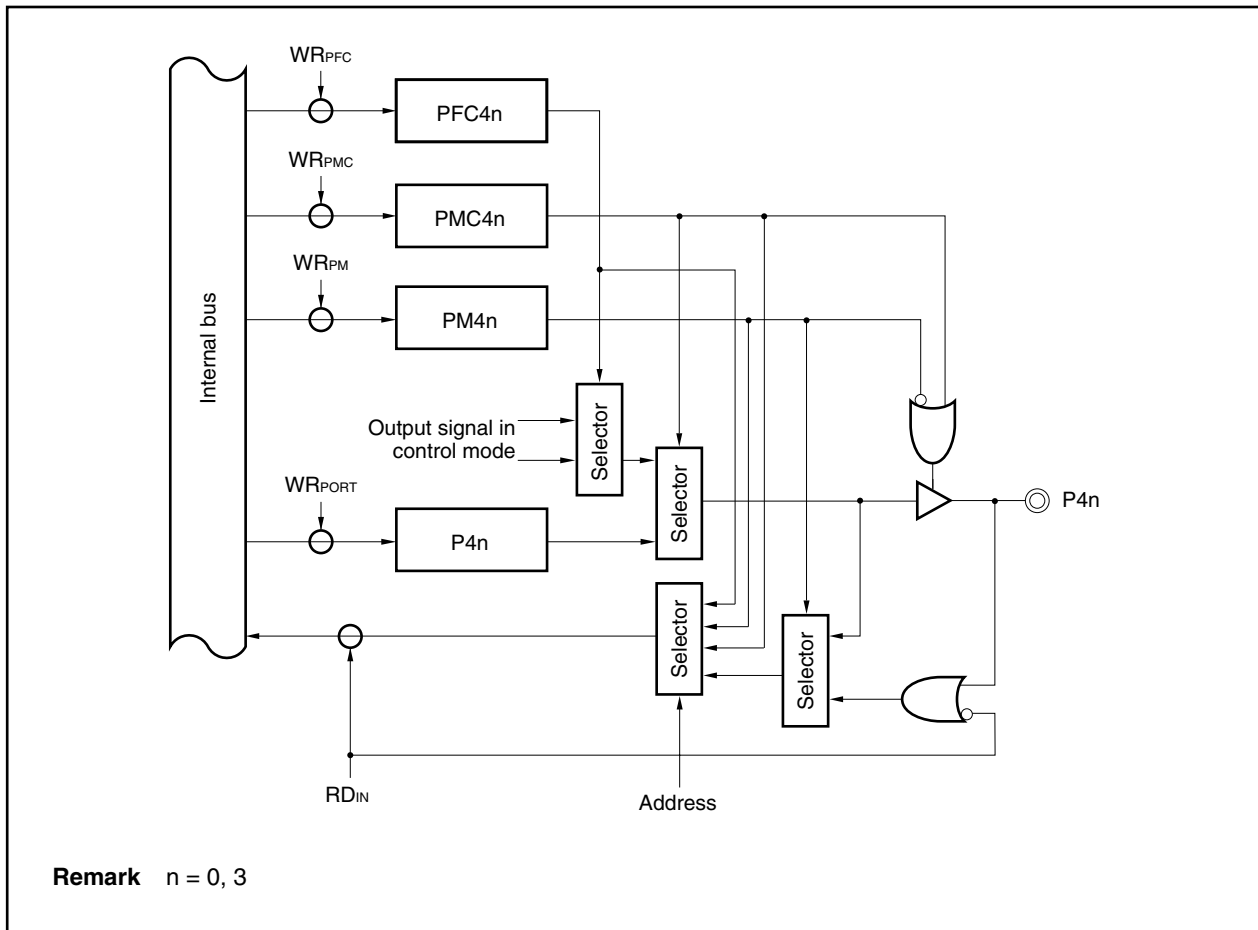 WRPFC
PFC4n
WRPMC
PMC4n
WRPM
PM4n
Internal bus
Output signal in
control mode
Selector
Selector
WRPORT
P4n
P4n
Selector
Selector
RDIN
Address
Remark n = 0, 3